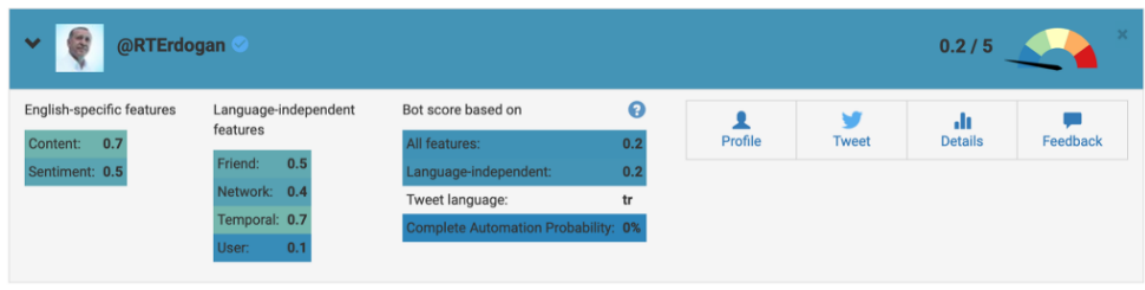 @RTErdogan
0.2 / 5
×
English-specific features
Content: 0.7
Sentiment: 0.5
Language-independent
features
Friend: 0.5
Network: 0.4
Temporal: 0.7
User: 0.1
Bot score based on
?
All features: 0.2
Language-independent: 0.2
Tweet language: tr
Complete Automation Probability: 0%
Profile
Tweet
Details
Feedback